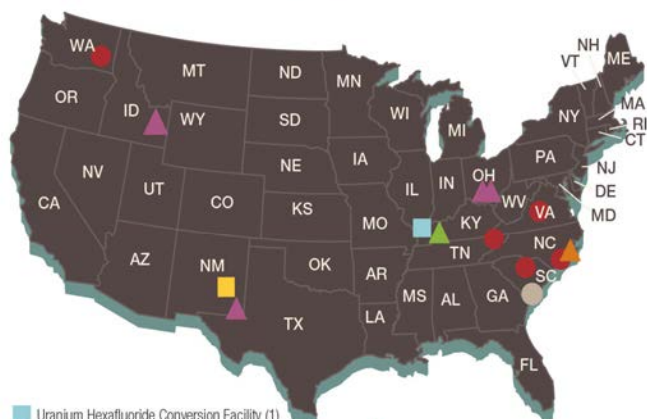 WA
MT
ND
MN
VT
NH
ME
OR
ID
WY
SD
WI
MI
NY
MA
RI
CT
NV
UT
CO
NE
IA
IL
IN
OH
PA
NJ
DE
MD
CA
KS
MO
KY
WV
VA
AZ
NM
OK
AR
TN
NC
SC
TX
LA
MS
AL
GA
FL
Uranium Hexafluoride Conversion Facility (1)